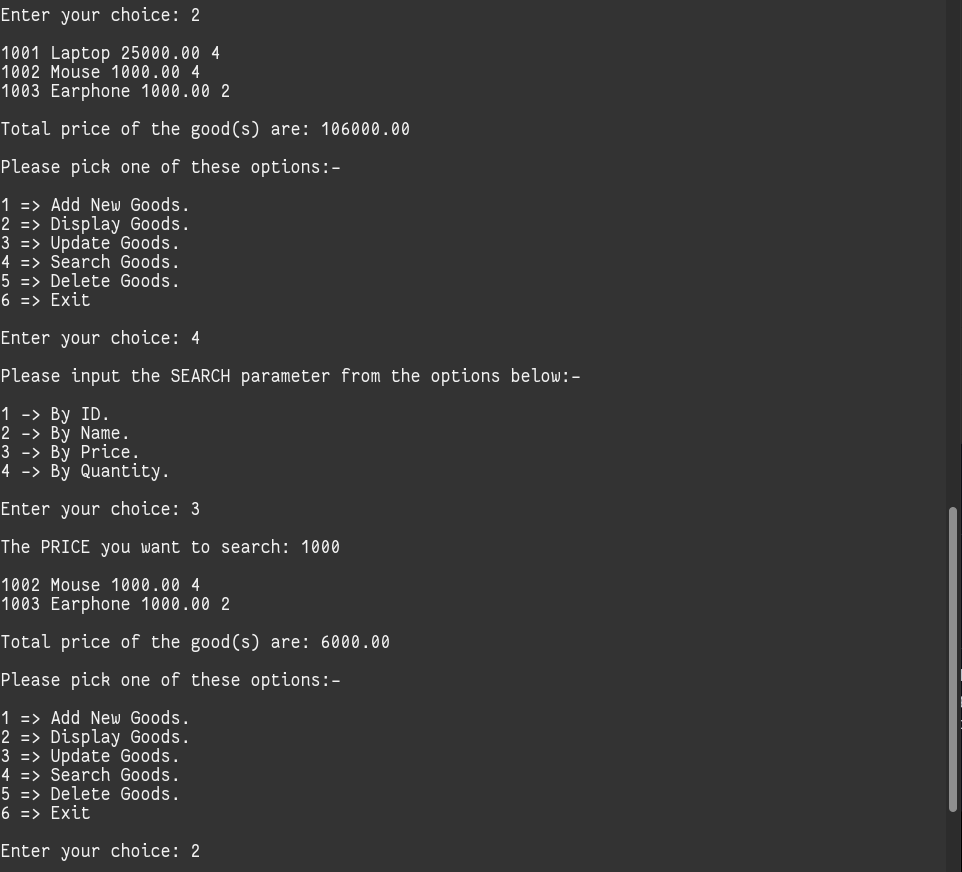 Enter your choice: 2
1001 Laptop 25000.00 4
1002 Mouse 1000.00 4
1003 Earphone 1000.00 2
Total price of the good(s) are: 106000.00
Please pick one of these options:-
1 => Add New Goods.
2 => Display Goods.
3 => Update Goods.
4 => Search Goods.
5 => Delete Goods.
6 => Exit
Enter your choice: 4
Please input the SEARCH parameter from the options below:-
1 -> By ID.
2 -> By Name.
3 -> By Price.
4 -> By Quantity.
Enter your choice: 3
The PRICE you want to search: 1000
1002 Mouse 1000.00 4
1003 Earphone 1000.00 2
Total price of the good(s) are: 6000.00
Please pick one of these options:-
1 => Add New Goods.
2 => Display Goods.
3 => Update Goods.
4 => Search Goods.
5 => Delete Goods.
6 => Exit
Enter your choice: 2